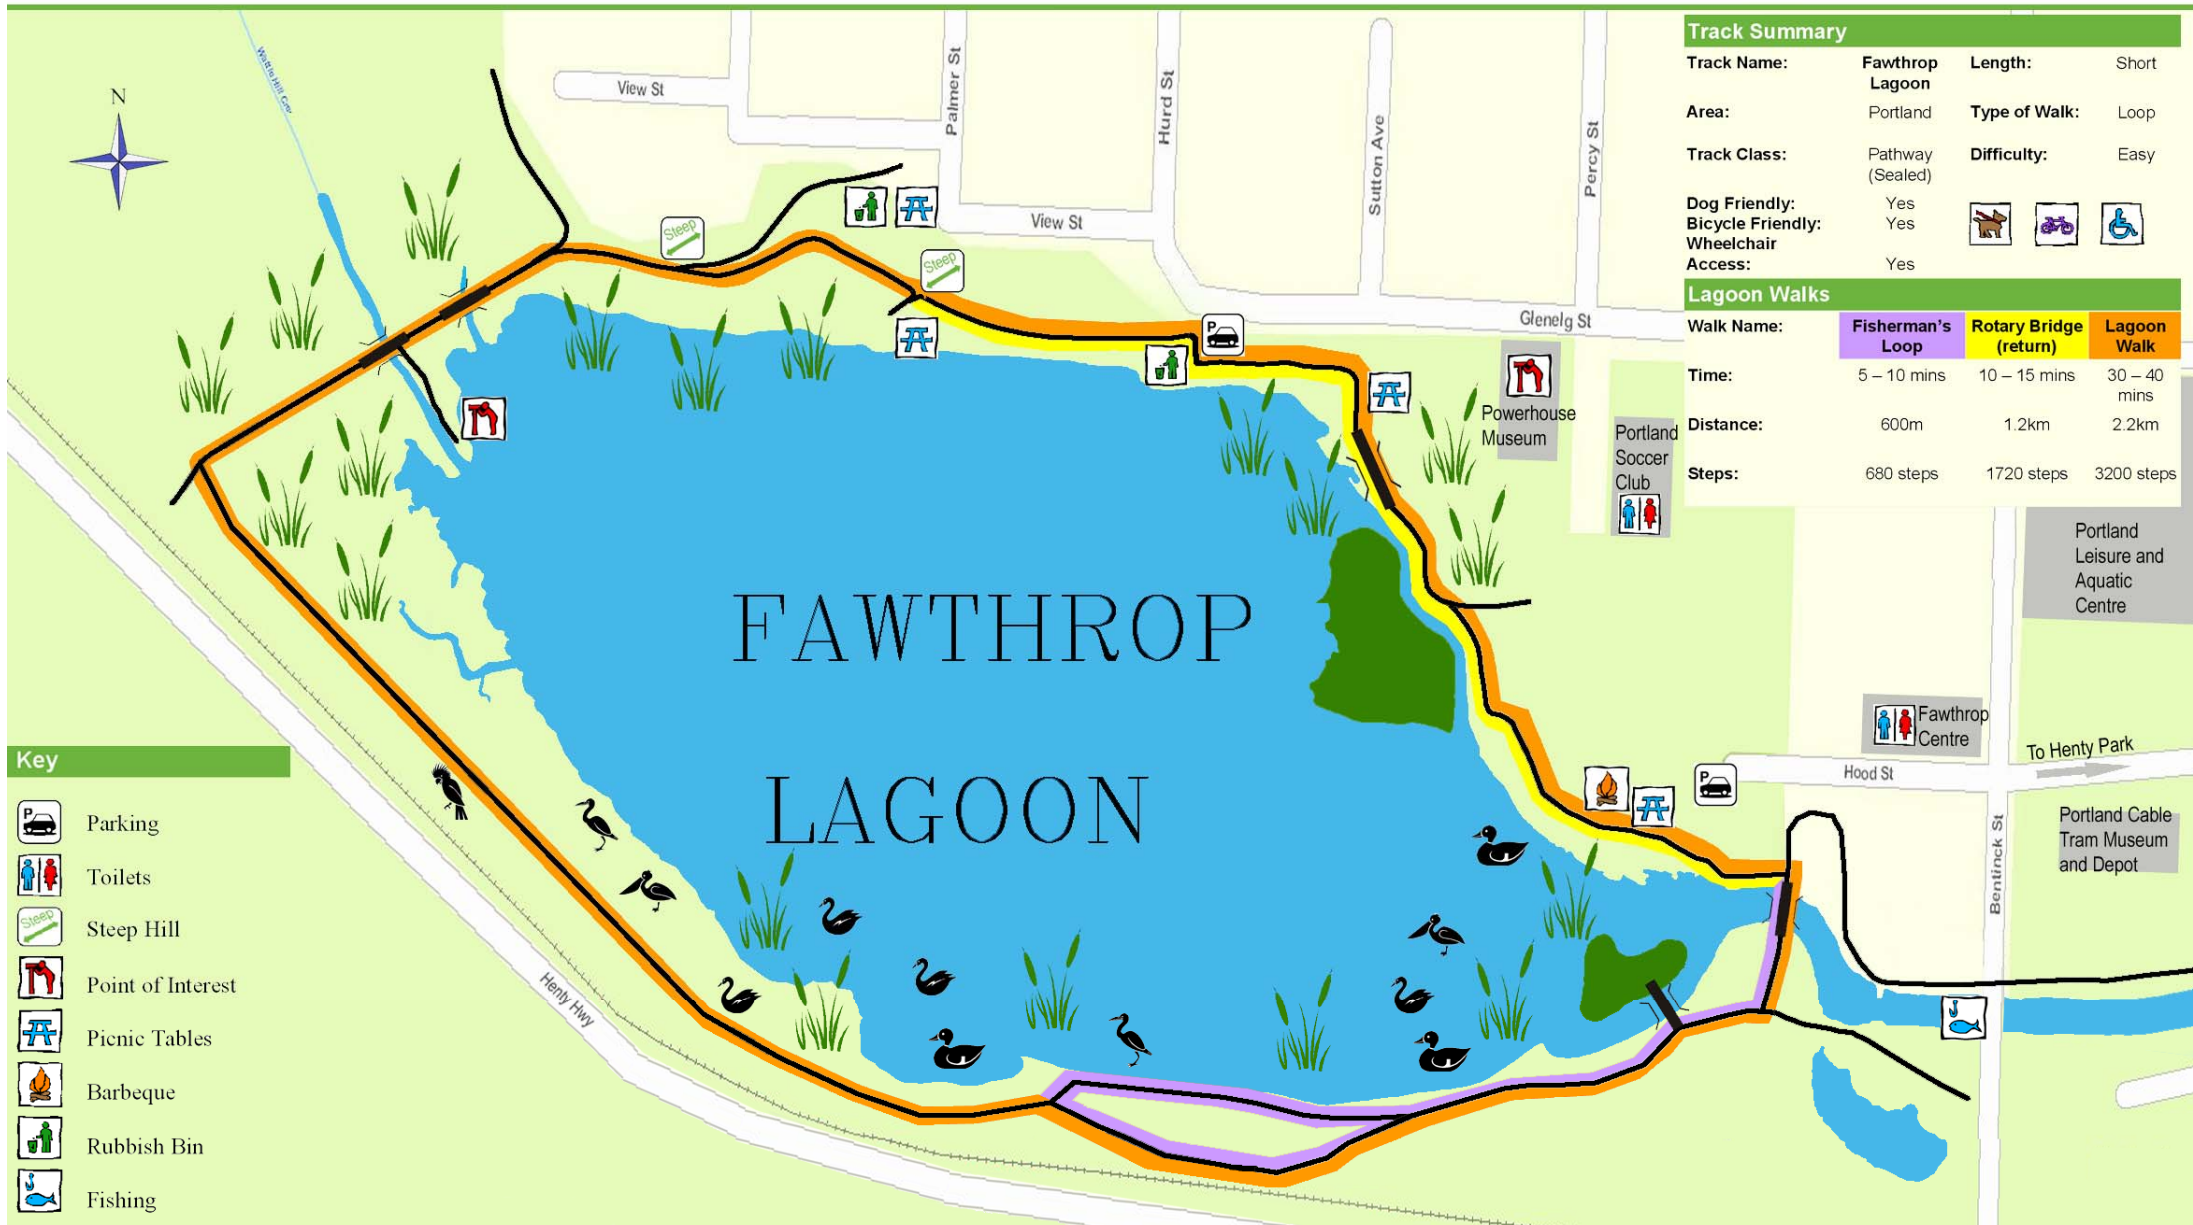 N
Wattle Hill Crk
View St
Palmer St
Hurd St
View St
Sutton Ave
Percy St
Glenelg St
Steep
Steep
P
Powerhouse
Museum
Portland
Soccer
Club
Track Summary
Track Name: Fawthrop Lagoon Length: Short
Area: Portland Type of Walk: Loop
Track Class: Pathway (Sealed) Difficulty: Easy
Dog Friendly: Yes
Bicycle Friendly: Yes
Wheelchair
Access: Yes
Lagoon Walks
Walk Name: Fisherman's Loop Rotary Bridge (return) Lagoon Walk
Time: 5 – 10 mins 10 – 15 mins 30 – 40 mins
Distance: 600m 1.2km 2.2km
Steps: 680 steps 1720 steps 3200 steps
Portland
Leisure and
Aquatic
Centre
FAWTHROP
LAGOON
Fawthrop
Centre
P
Hood St
To Henty Park
Bentinck St
Portland Cable
Tram Museum
and Depot
Henty Hwy
Key
P Parking
Toilets
Steep Steep Hill
Point of Interest
Picnic Tables
Barbeque
Rubbish Bin
Fishing